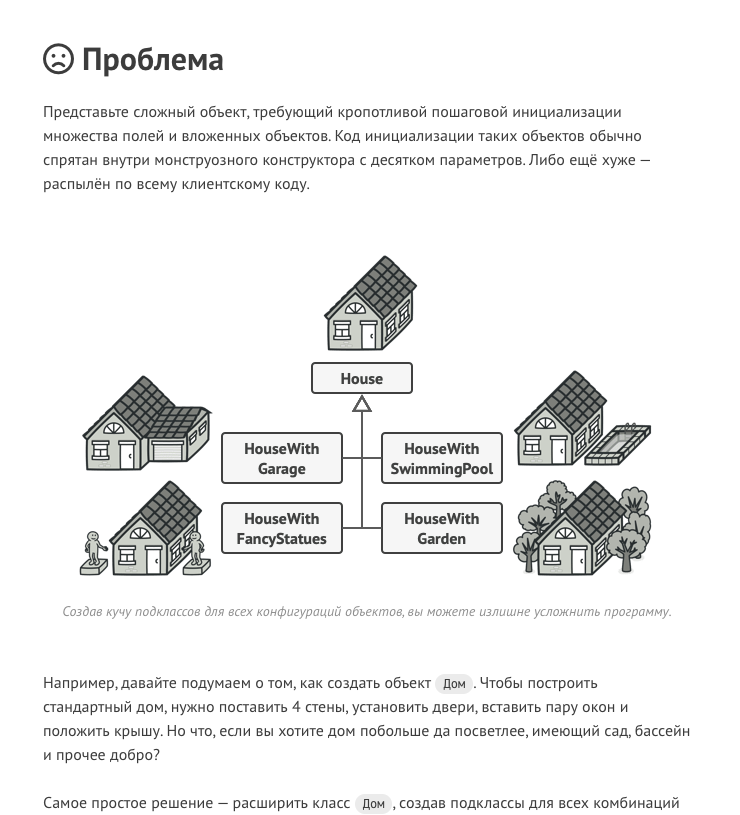 Проблема
Представьте сложный объект, требующий кропотливой пошаговой инициализации
множества полей и вложенных объектов. Код инициализации таких объектов обычно
спрятан внутри монструозного конструктора с десятком параметров. Либо ещё хуже —
распылён по всему клиентскому коду.
House
HouseWith
Garage
HouseWith
SwimmingPool
HouseWith
FancyStatues
HouseWith
Garden
Создав кучу подклассов для всех конфигураций объектов, вы можете излишне усложнить программу.
Например, давайте подумаем о том, как создать объект Дом. Чтобы построить
стандартный дом, нужно поставить 4 стены, установить двери, вставить пару окон и
положить крышу. Но что, если вы хотите дом побольше да посветлее, имеющий сад, бассейн
и прочее добро?
Самое простое решение — расширить класс Дом, создав подклассы для всех комбинаций